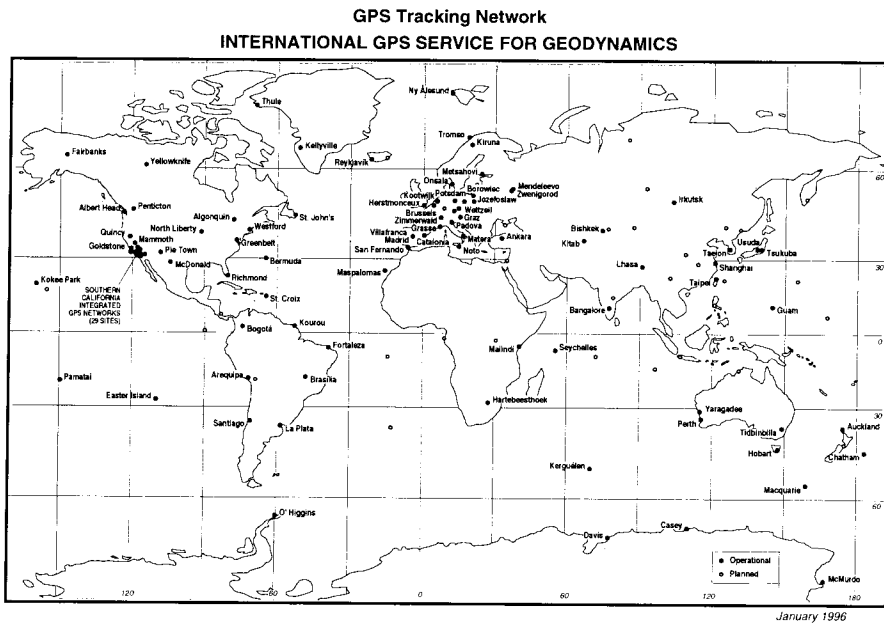 GPS Tracking Network
INTERNATIONAL GPS SERVICE FOR GEODYNAMICS
Ny Alesund
Thule
Tromso
Kiruna
Kellyville
Reykjavik
Fairbanks
Yellowknife
Metsahovi
Onsala
Mendeleevo
Zwenigorod
Kootwijk
Potsdam
Borowiec
Herstmonceux
Jozefoslaw
Irkutsk
Albert Head
Penticton
Algonquin
St. John's
Brussels
Wettzell
Zimmerwald
Graz
Quincy
North Liberty
Westford
Grasse
Padova
Bishkek
Usuda
Mammoth
Greenbelt
Villafranca
Madrid
Catalonia
Matera
Ankara
Kitab
Taejon
Tsukuba
Goldstone
Pie Town
San Fernando
Noto
McDonald
Bermuda
Lhasa
Shanghai
30
Richmond
Maspalomas
Taipei
Kokee Park
SOUTHERN
CALIFORNIA
INTEGRATED
GPS NETWORKS
(29 SITES)
St. Croix
Bangalore
Guam
Bogotá
Kourou
0
Fortaleza
Malindi
Seychelles
Pamatai
Arequipa
Brasilia
Easter Island
Hartebeesthoek
Yaragadee
30
Santiago
La Plata
Perth
Tidbinbilla
Auckland
Hobart
Chatham
Kerguélen
Macquarie
60
O' Higgins
Casey
Davis
Operational
Planned
McMurdo
120
60
0
60
120
180
60
January 1996